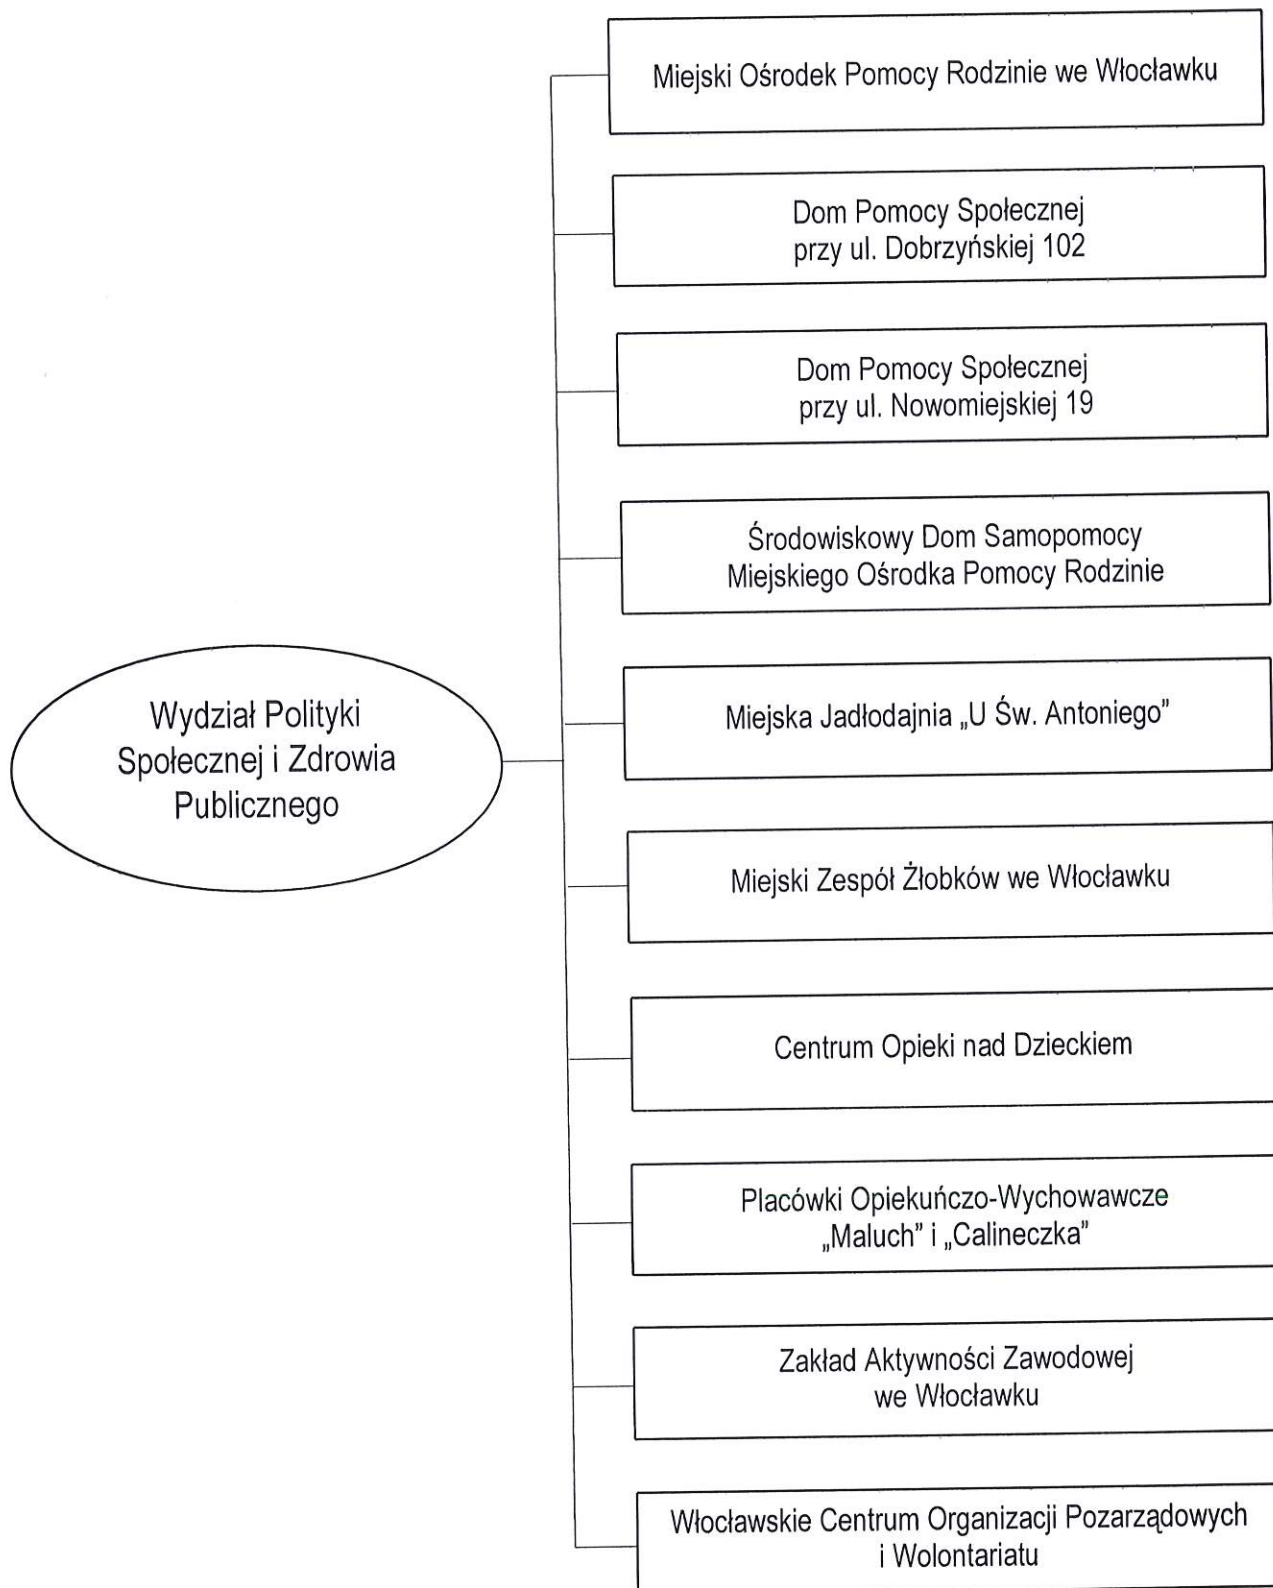 Miejski Ośrodek Pomocy Rodzinie we Włocławku
Dom Pomocy Społecznej
przy ul. Dobrzyńskiej 102
Dom Pomocy Społecznej
przy ul. Nowomiejskiej 19
Środowiskowy Dom Samopomocy
Miejskiego Ośrodka Pomocy Rodzinie
Wydział Polityki
Społecznej i Zdrowia
Publicznego
Miejska Jadłodajnia „U Św. Antoniego”
Miejski Zespół Żłobków we Włocławku
Centrum Opieki nad Dzieckiem
Placówki Opiekuńczo-Wychowawcze
„Maluch” i „Calineczka”
Zakład Aktywności Zawodowej
we Włocławku
Włocławskie Centrum Organizacji Pozarządowych
i Wolontariatu